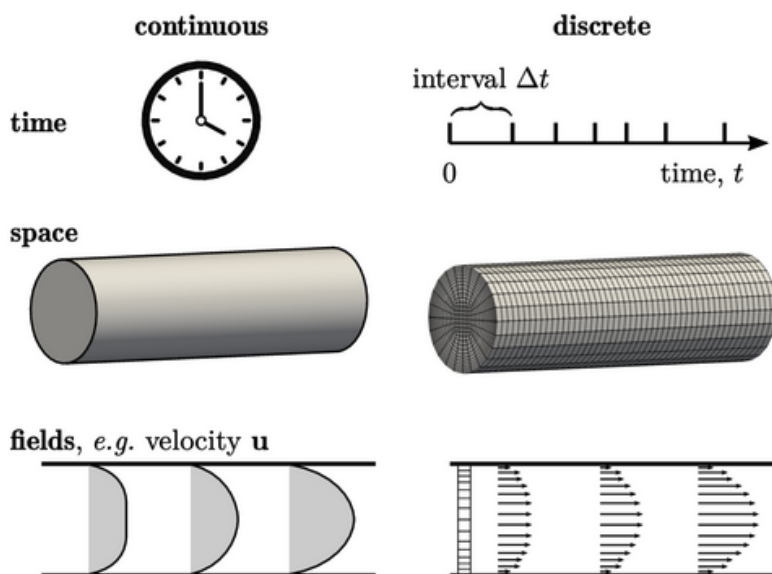 continuous discrete
interval Δt
time
0 time, t
space
fields, e.g. velocity u